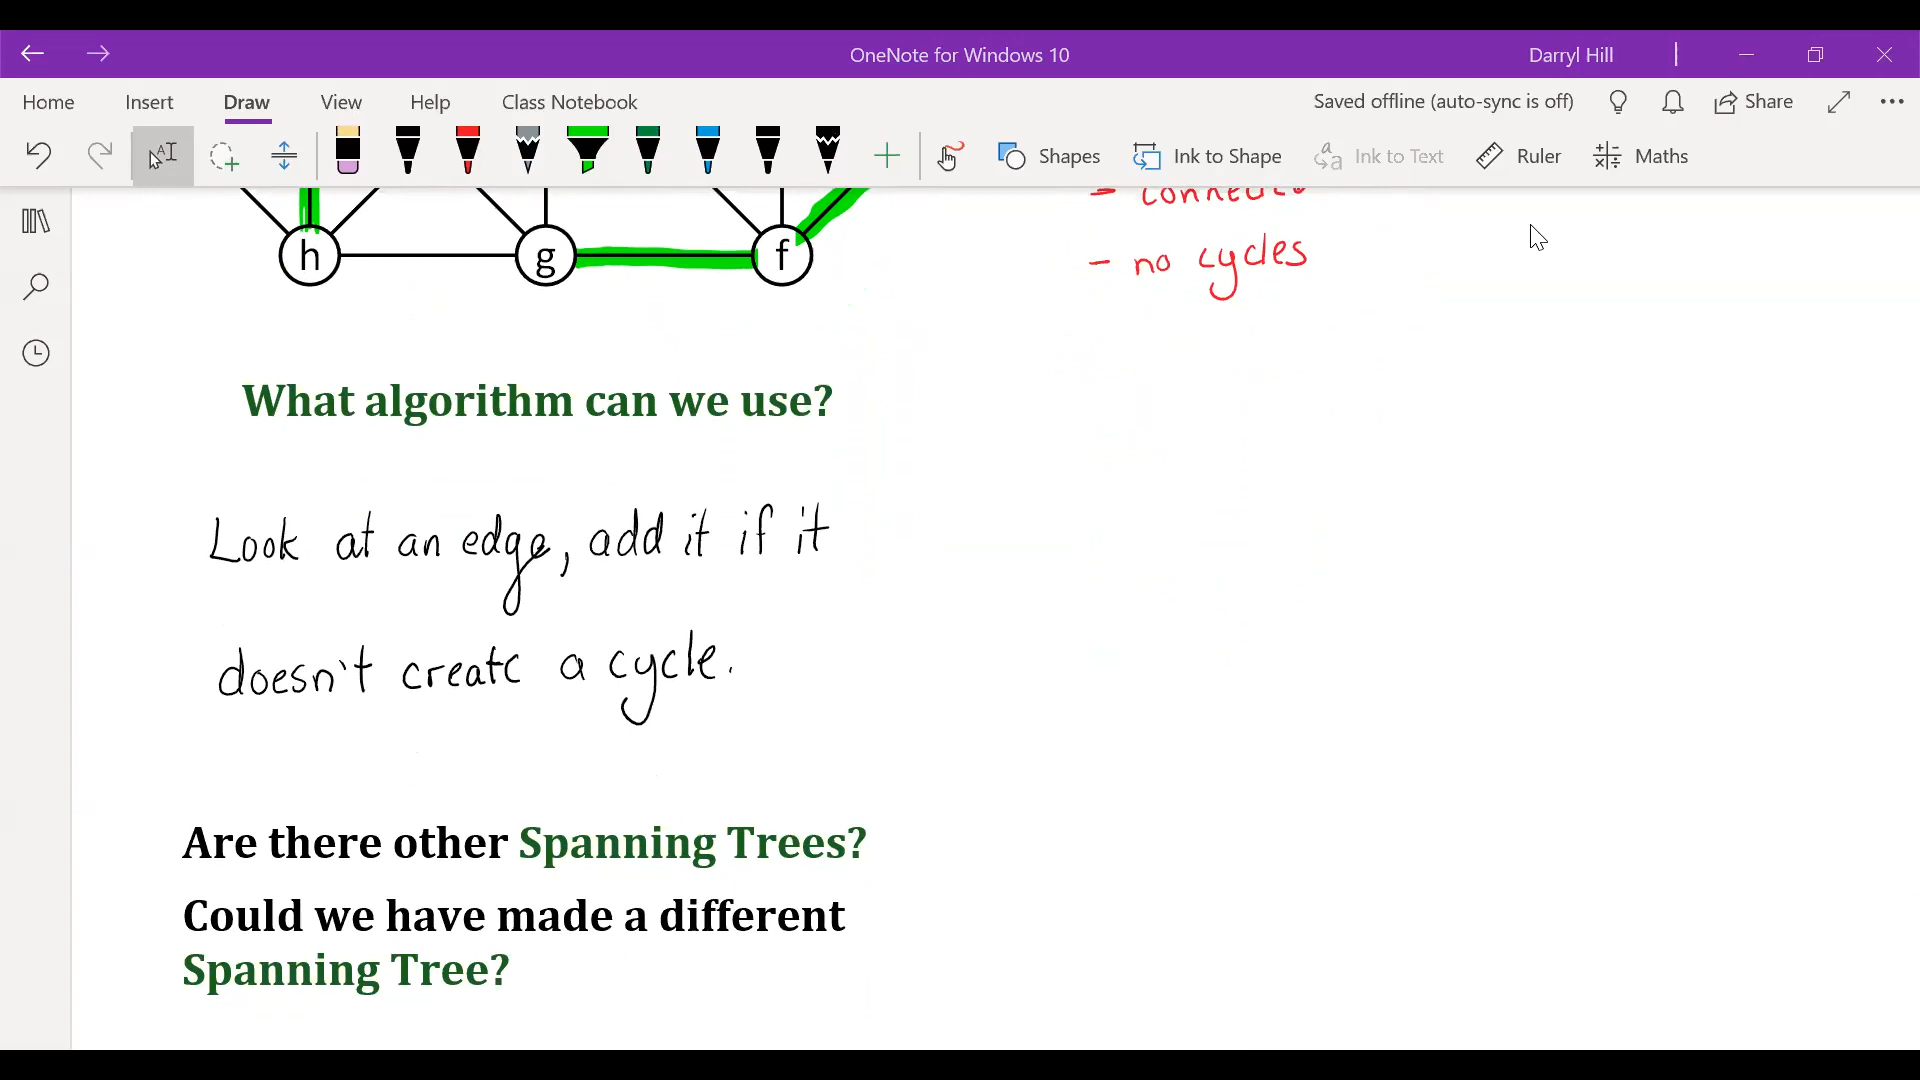 OneNote for Windows 10
Darryl Hill
Home Insert Draw View Help Class Notebook
Saved offline (auto-sync is off) Share
Shapes Ink to Shape Ink to Text Ruler Maths
- connected
h g f
- no cycles
What algorithm can we use?
Look at an edge, add it if it
doesn't create a cycle.
Are there other Spanning Trees?
Could we have made a different
Spanning Tree?